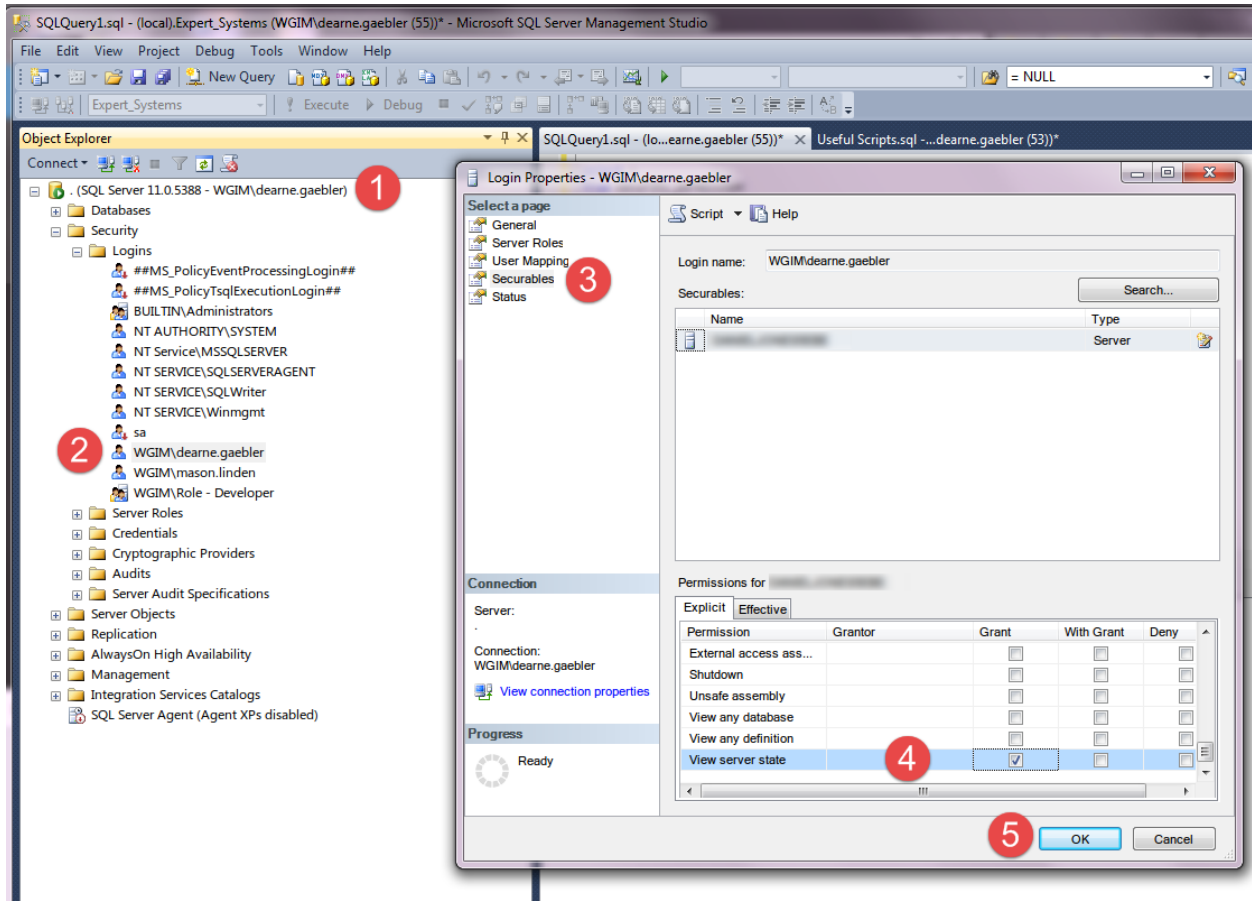 SQLQuery1.sql - (local).Expert_Systems (WGIM\dearne.gaebler (55))* - Microsoft SQL Server Management Studio
File Edit View Project Debug Tools Window Help
New Query
= NULL
Expert_Systems
Execute Debug
Object Explorer
SQLQuery1.sql - (lo...earne.gaebler (55))*
Useful Scripts.sql -...dearne.gaebler (53))*
Connect
. (SQL Server 11.0.5388 - WGIM\dearne.gaebler)
1
Databases
Security
Logins
##MS_PolicyEventProcessingLogin##
##MS_PolicyTsqlExecutionLogin##
BUILTIN\Administrators
NT AUTHORITY\SYSTEM
NT Service\MSSQLSERVER
NT SERVICE\SQLSERVERAGENT
NT SERVICE\SQLWriter
NT SERVICE\Winmgmt
sa
2
WGIM\dearne.gaebler
WGIM\mason.linden
WGIM\Role - Developer
Server Roles
Credentials
Cryptographic Providers
Audits
Server Audit Specifications
Server Objects
Replication
AlwaysOn High Availability
Management
Integration Services Catalogs
SQL Server Agent (Agent XPs disabled)
Login Properties - WGIM\dearne.gaebler
Select a page
General
Server Roles
User Mapping
Securables
3
Status
Script Help
Login name: WGIM\dearne.gaebler
Securables:
Search...
Name Type
Server
Connection
Server:
.
Connection:
WGIM\dearne.gaebler
View connection properties
Progress
Ready
Permissions for
Explicit Effective
Permission Grantor Grant With Grant Deny
External access ass...
Shutdown
Unsafe assembly
View any database
View any definition
View server state
4
5
OK Cancel